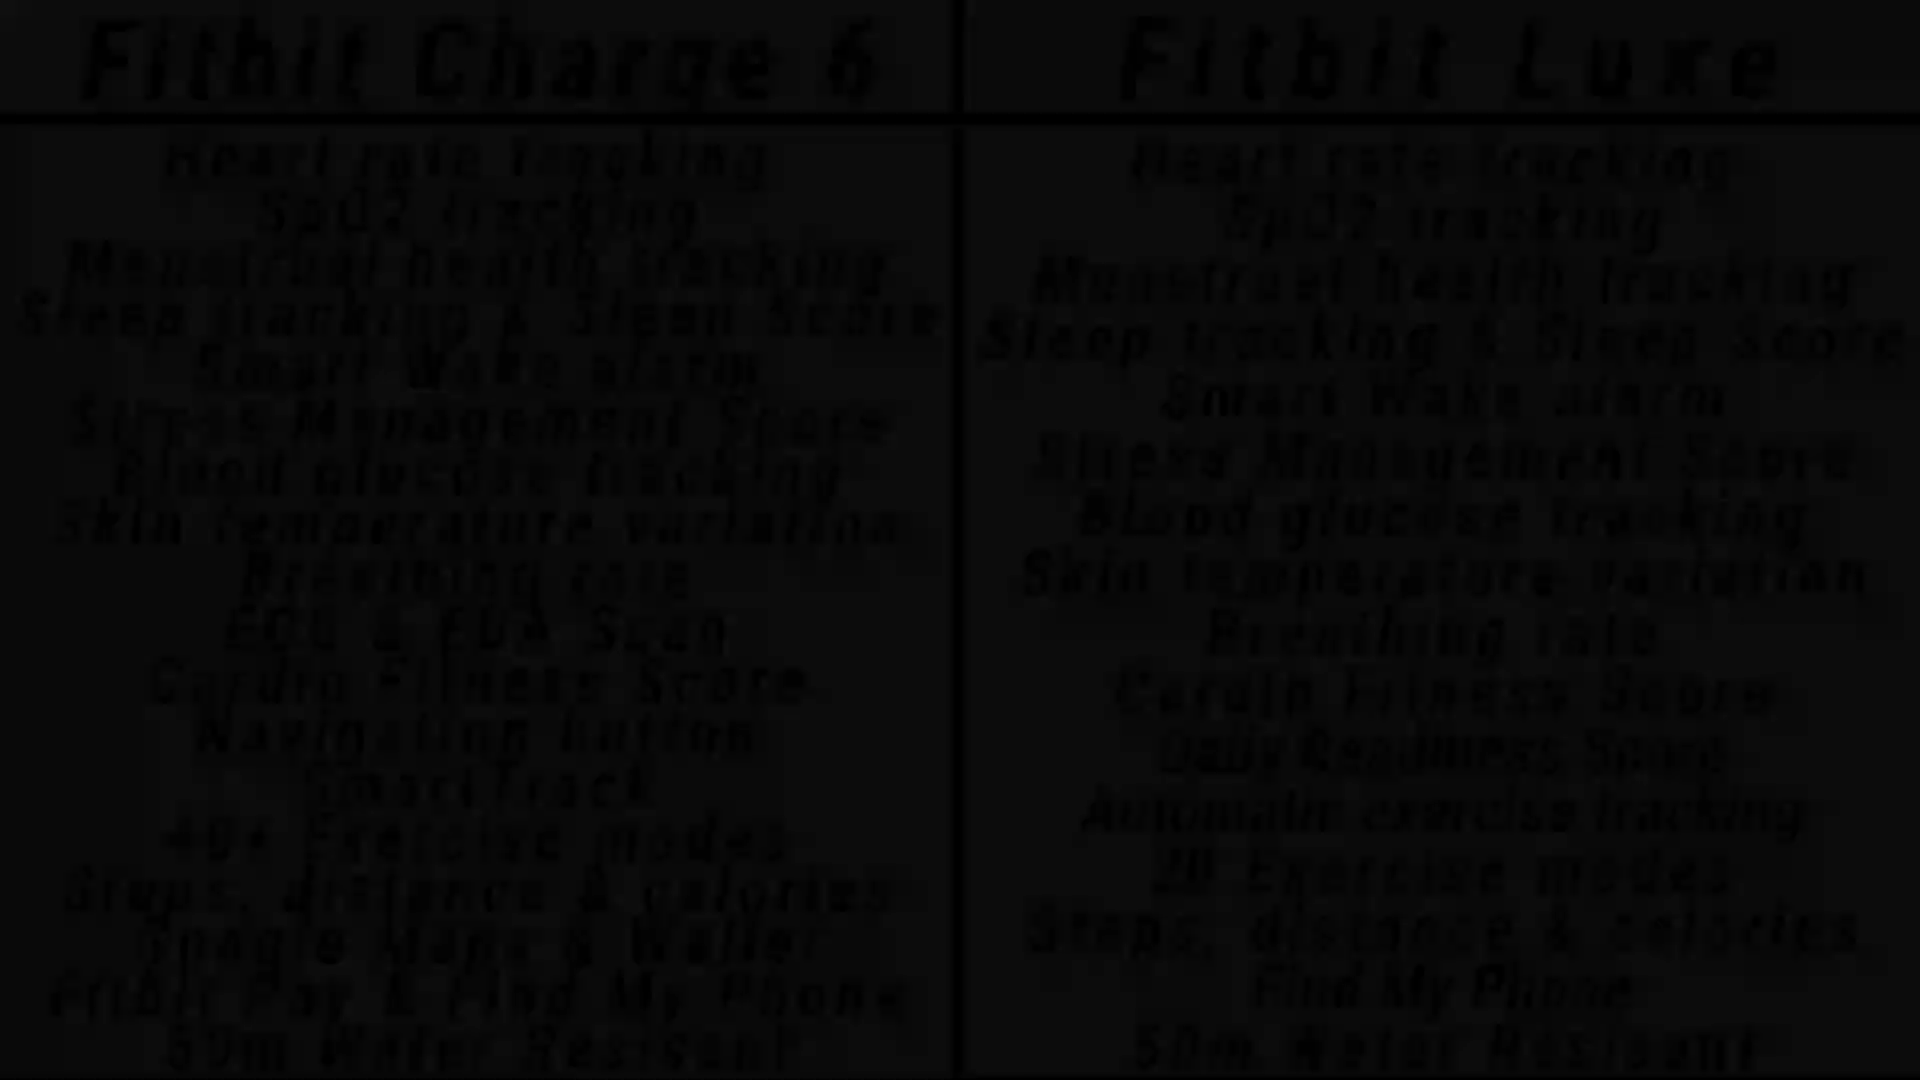 Fitbit Charge 6
Heart rate tracking
SpO2 tracking
Menstrual health tracking
Sleep tracking & Sleep Score
Smart Wake alarm
Stress Management Score
Blood glucose tracking
Skin temperature variation
Breathing rate
ECG & EDA Scan
Cardio Fitness Score
Navigation button
SmartTrack
40+ Exercise modes
Steps, distance & calories
Google Maps & Wallet
Fitbit Pay & Find My Phone
50m Water Resisant
Fitbit Luxe
Heart rate tracking
SpO2 tracking
Menstrual health tracking
Sleep tracking & Sleep Score
Smart Wake alarm
Stress Management Score
Blood glucose tracking
Skin temperature variation
Breathing rate
Cardio Fitness Score
Daily Readiness Score
Automatic exercise tracking
20 Exercise modes
Steps, distance & calories
Find My Phone
50m Water Resisant